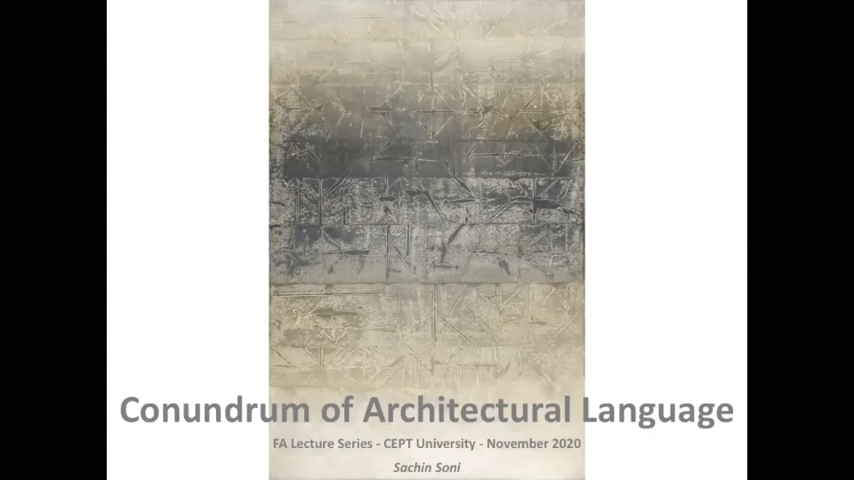 Conundrum of Architectural Language
FA Lecture Series - CEPT University - November 2020
Sachin Soni